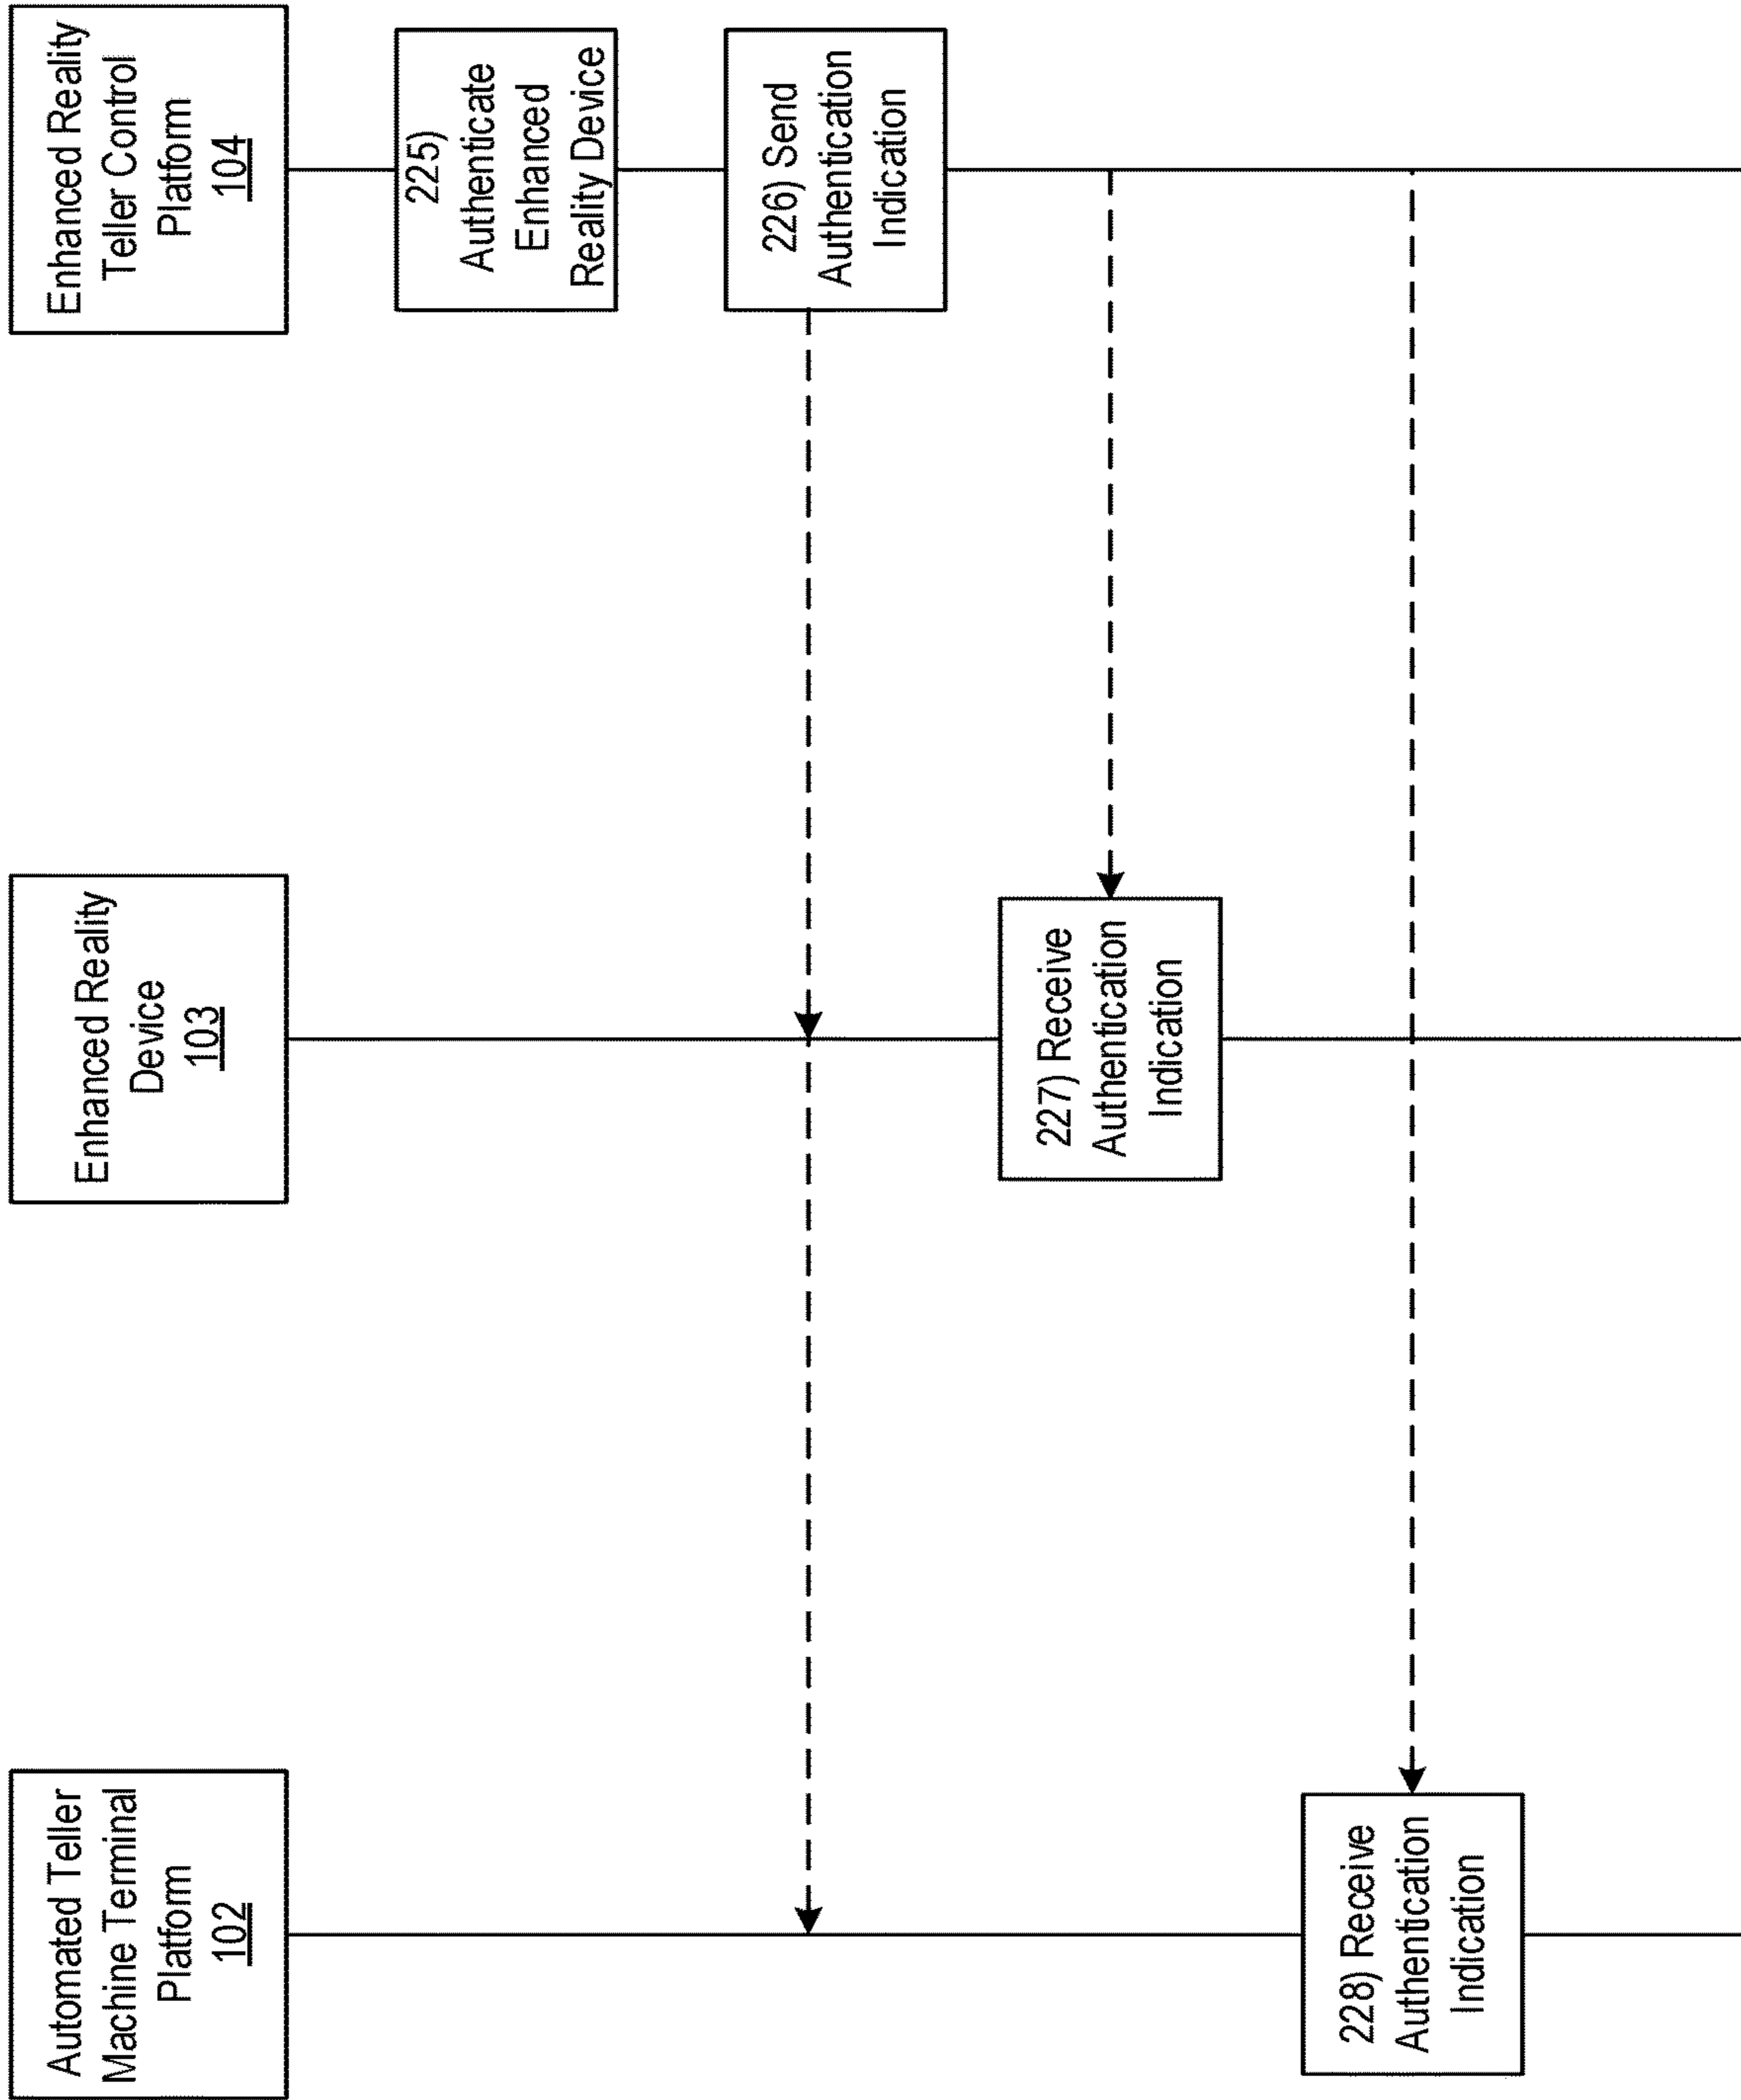 Automated Teller
Machine Terminal
Platform
102
Enhanced Reality
Device
103
Enhanced Reality
Teller Control
Platform
104
225)
Authenticate
Enhanced
Reality Device
226) Send
Authentication
Indication
227) Receive
Authentication
Indication
228) Receive
Authentication
Indication